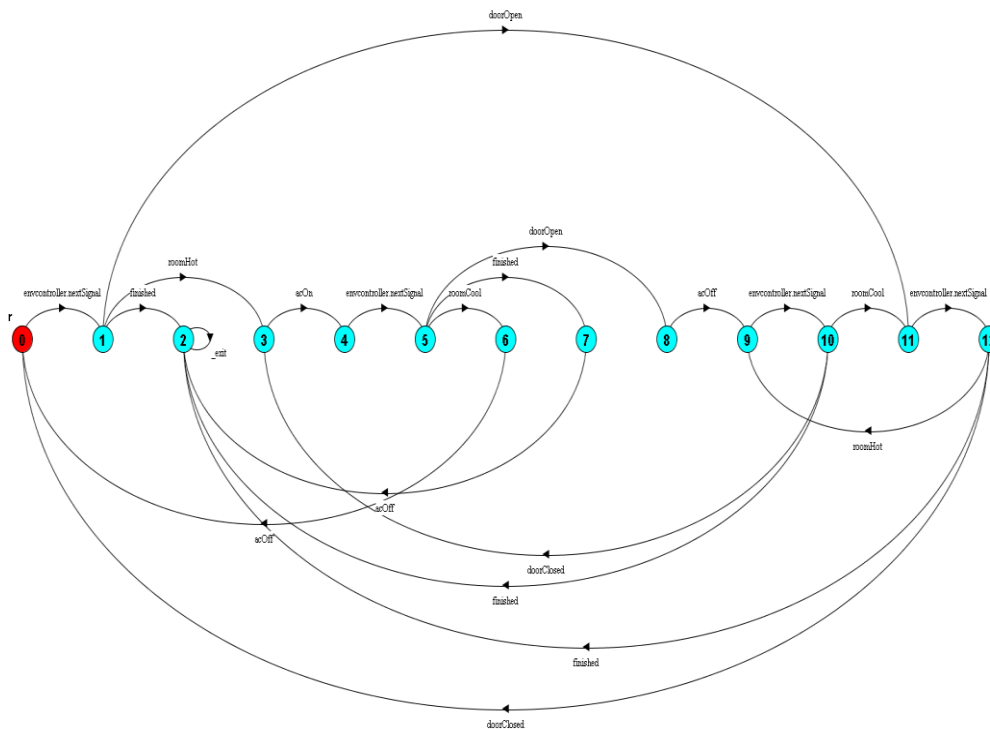 doorOpen
doorOpen
roomHot
finished
envcontroller.nextSignal
finished
acOn
envcontroller.nextSignal
roomCool
acOff
envcontroller.nextSignal
roomCool
envcontroller.nextSignal
r
0
1
2
3
4
5
6
7
8
9
10
11
_exit
roomHot
acOff
acOff
doorClosed
finished
finished
doorClosed